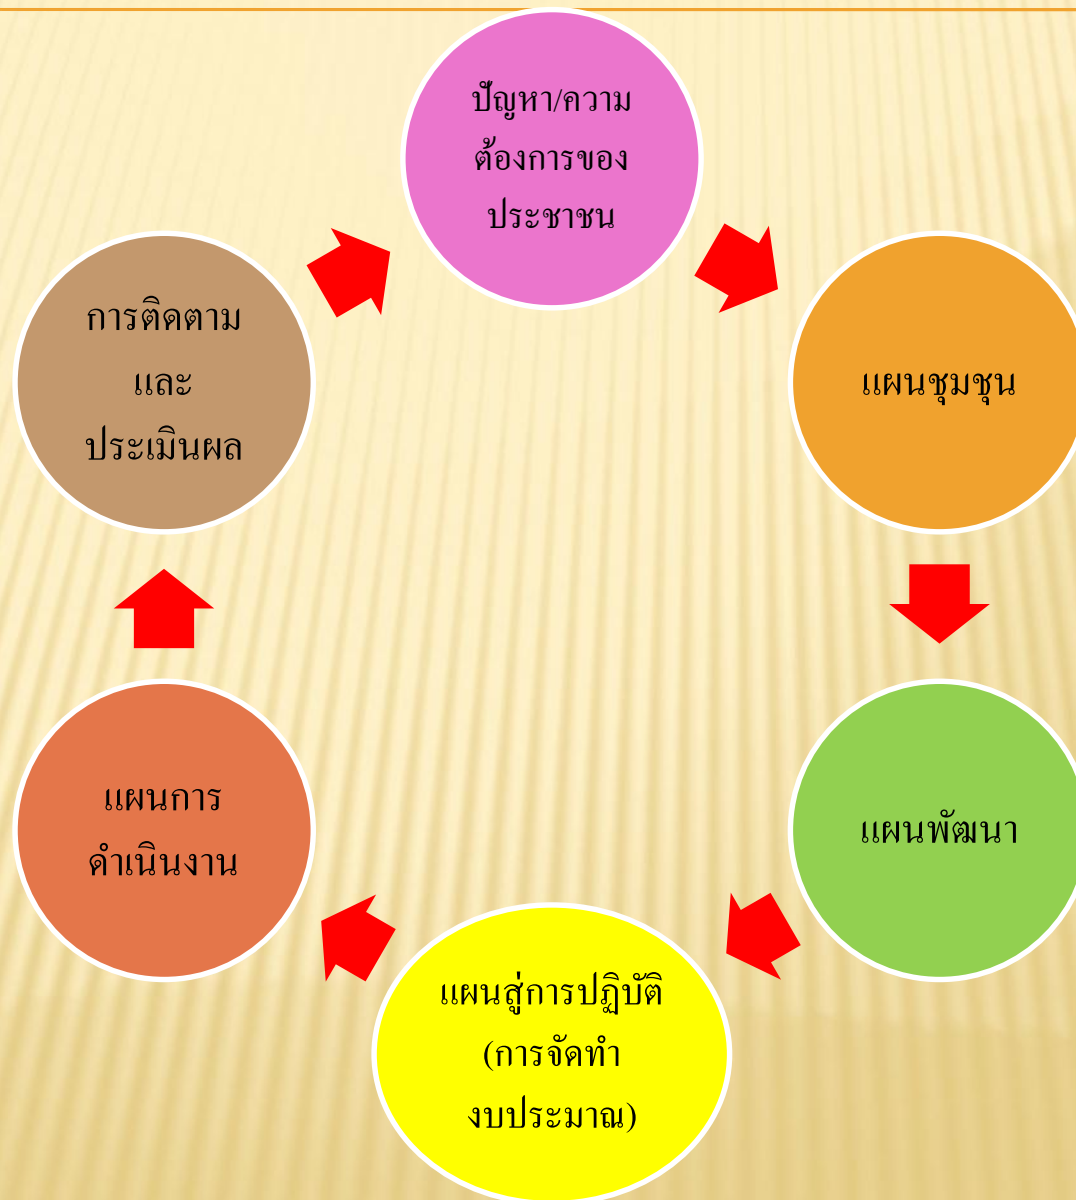 ปัญหา/ความ
ต้องการของ
ประชาชน
แผนชุมชุน
แผนพัฒนา
แผนสู่การปฏิบัติ
(การจัดทำ
งบประมาณ)
แผนการ
ดำเนินงาน
การติดตาม
และ
ประเมินผล